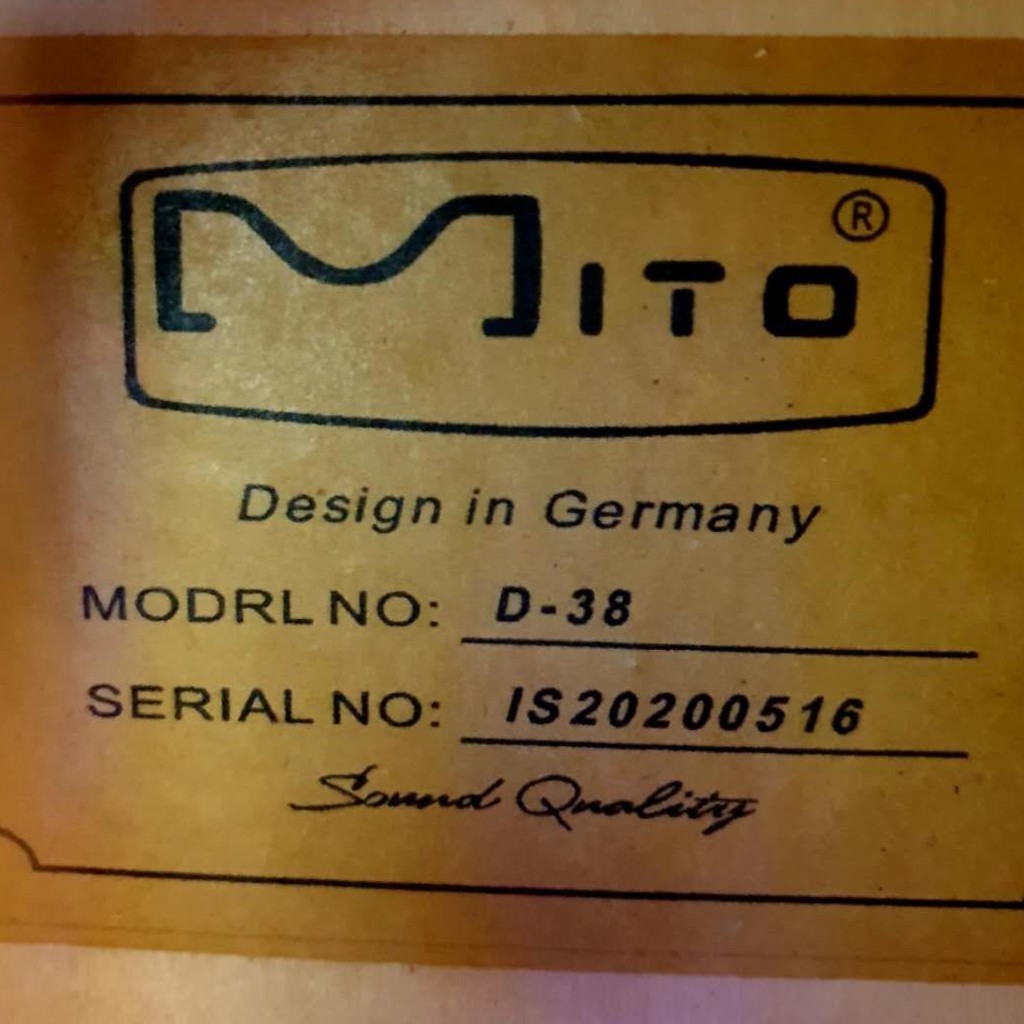 MITO ®
Design in Germany
MODRL NO: D-38
SERIAL NO: IS20200516
Sound Quality